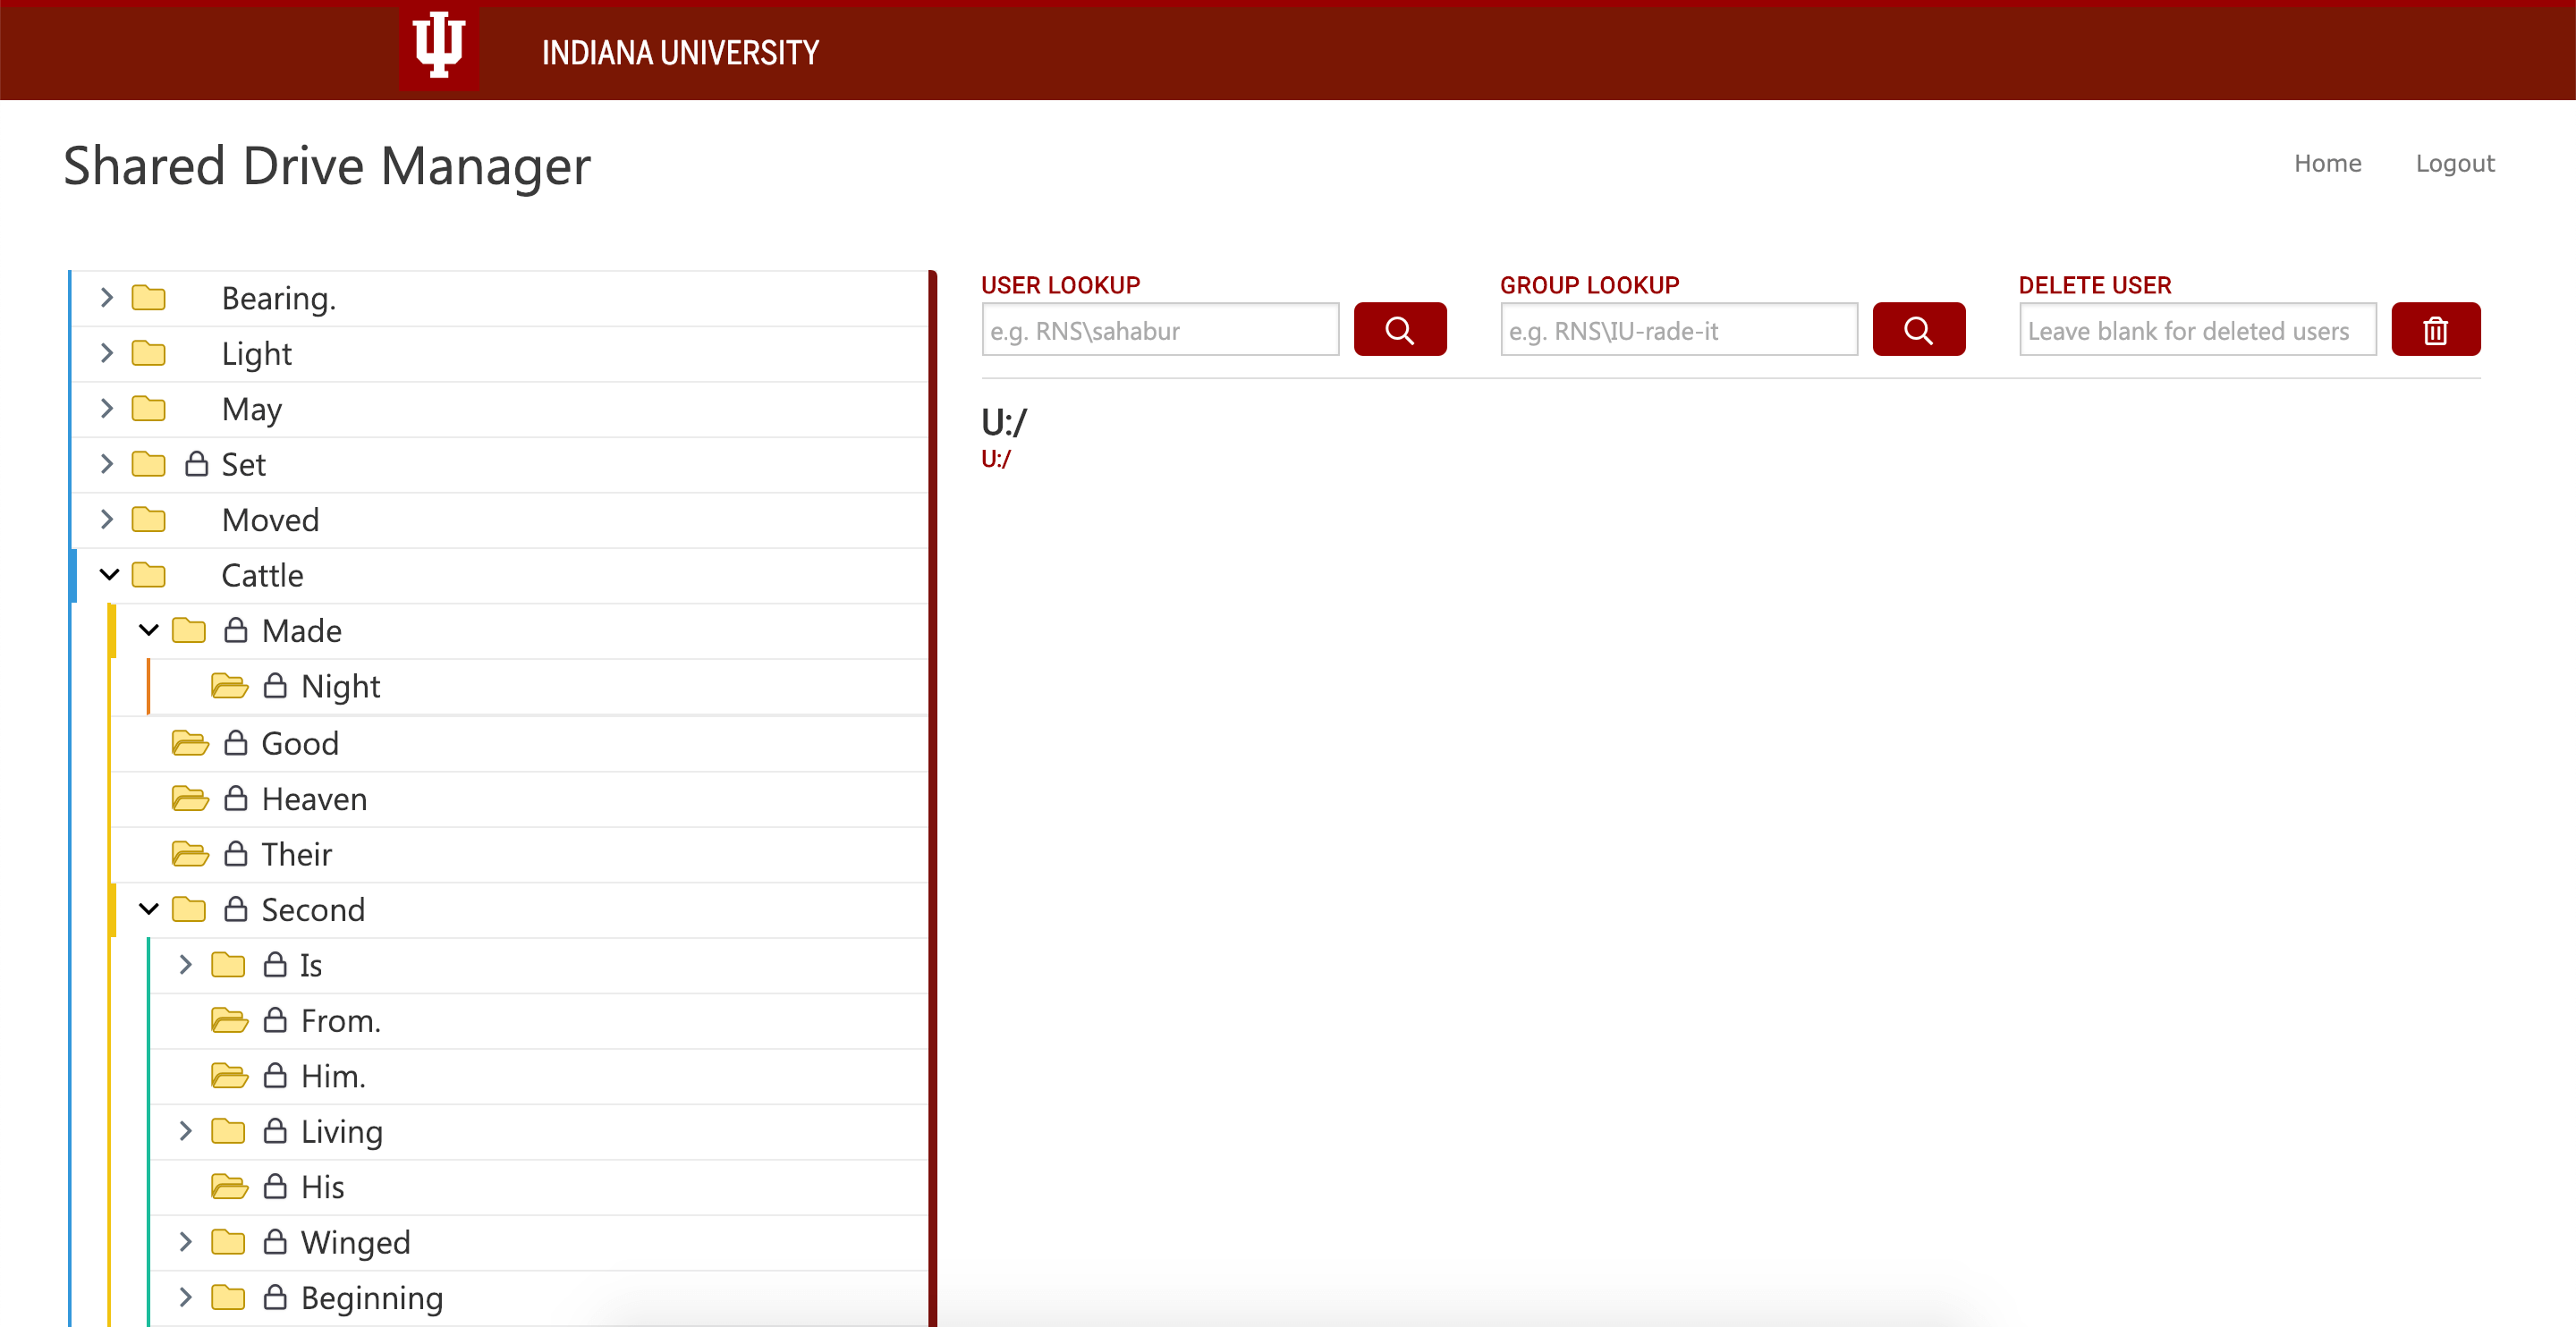 INDIANA UNIVERSITY
Shared Drive Manager
Home
Logout
Bearing.
Light
May
Set
Moved
Cattle
Made
Night
Good
Heaven
Their
Second
Is
From.
Him.
Living
His
Winged
Beginning
USER LOOKUP
e.g. RNS\sahabur
GROUP LOOKUP
e.g. RNS\IU-rade-it
DELETE USER
Leave blank for deleted users
U:/
U:/